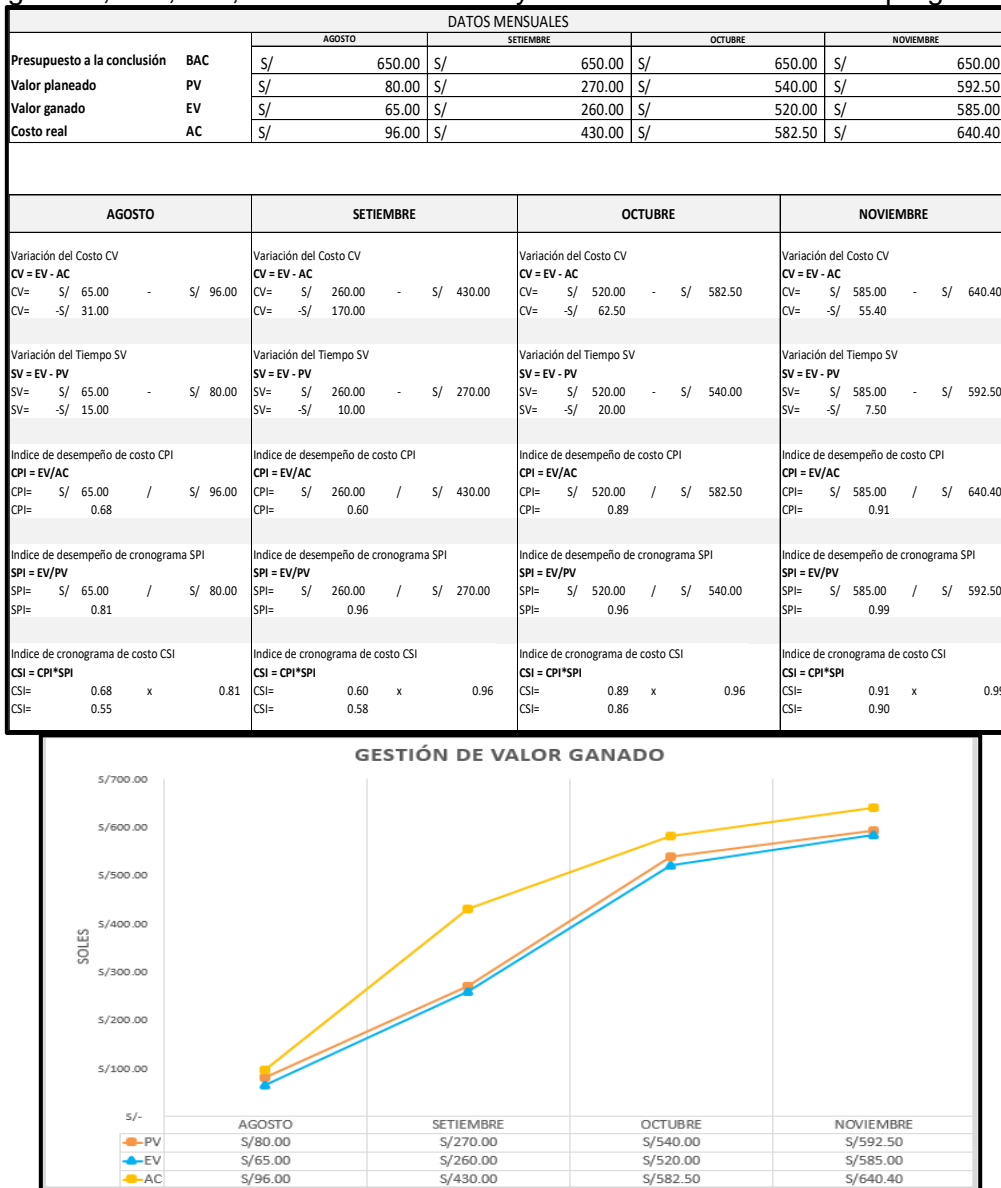 DATOS MENSUALES
AGOSTO SETIEMBRE OCTUBRE NOVIEMBRE
Presupuesto a la conclusión BAC S/ 650.00 S/ 650.00 S/ 650.00 S/ 650.00
Valor planeado PV S/ 80.00 S/ 270.00 S/ 540.00 S/ 592.50
Valor ganado EV S/ 65.00 S/ 260.00 S/ 520.00 S/ 585.00
Costo real AC S/ 96.00 S/ 430.00 S/ 582.50 S/ 640.40
AGOSTO SETIEMBRE OCTUBRE NOVIEMBRE
Variación del Costo CV Variación del Costo CV Variación del Costo CV Variación del Costo CV
CV = EV - AC CV = EV - AC CV = EV - AC CV = EV - AC
CV= S/ 65.00 - S/ 96.00 CV= S/ 260.00 - S/ 430.00 CV= S/ 520.00 - S/ 582.50 CV= S/ 585.00 - S/ 640.40
CV= -S/ 31.00 CV= -S/ 170.00 CV= -S/ 62.50 CV= -S/ 55.40
Variación del Tiempo SV Variación del Tiempo SV Variación del Tiempo SV Variación del Tiempo SV
SV = EV - PV SV = EV - PV SV = EV - PV SV = EV - PV
SV= S/ 65.00 - S/ 80.00 SV= S/ 260.00 - S/ 270.00 SV= S/ 520.00 - S/ 540.00 SV= S/ 585.00 - S/ 592.50
SV= -S/ 15.00 SV= -S/ 10.00 SV= -S/ 20.00 SV= -S/ 7.50
Indice de desempeño de costo CPI Indice de desempeño de costo CPI Indice de desempeño de costo CPI Indice de desempeño de costo CPI
CPI = EV/AC CPI = EV/AC CPI = EV/AC CPI = EV/AC
CPI= S/ 65.00 / S/ 96.00 CPI= S/ 260.00 / S/ 430.00 CPI= S/ 520.00 / S/ 582.50 CPI= S/ 585.00 / S/ 640.40
CPI= 0.68 CPI= 0.60 CPI= 0.89 CPI= 0.91
Indice de desempeño de cronograma SPI Indice de desempeño de cronograma SPI Indice de desempeño de cronograma SPI Indice de desempeño de cronograma SPI
SPI = EV/PV SPI = EV/PV SPI = EV/PV SPI = EV/PV
SPI= S/ 65.00 / S/ 80.00 SPI= S/ 260.00 / S/ 270.00 SPI= S/ 520.00 / S/ 540.00 SPI= S/ 585.00 / S/ 592.50
SPI= 0.81 SPI= 0.96 SPI= 0.96 SPI= 0.99
Indice de cronograma de costo CSI Indice de cronograma de costo CSI Indice de cronograma de costo CSI Indice de cronograma de costo CSI
CSI = CPI*SPI CSI = CPI*SPI CSI = CPI*SPI CSI = CPI*SPI
CSI= 0.68 x 0.81 CSI= 0.60 x 0.96 CSI= 0.89 x 0.96 CSI= 0.91 x 0.99
CSI= 0.55 CSI= 0.58 CSI= 0.86 CSI= 0.90
GESTIÓN DE VALOR GANADO
S/700.00
S/600.00
S/500.00
S/400.00
S/300.00
S/200.00
S/100.00
S/-
SOLES
AGOSTO SETIEMBRE OCTUBRE NOVIEMBRE
PV S/80.00 S/270.00 S/540.00 S/592.50
EV S/65.00 S/260.00 S/520.00 S/585.00
AC S/96.00 S/430.00 S/582.50 S/640.40